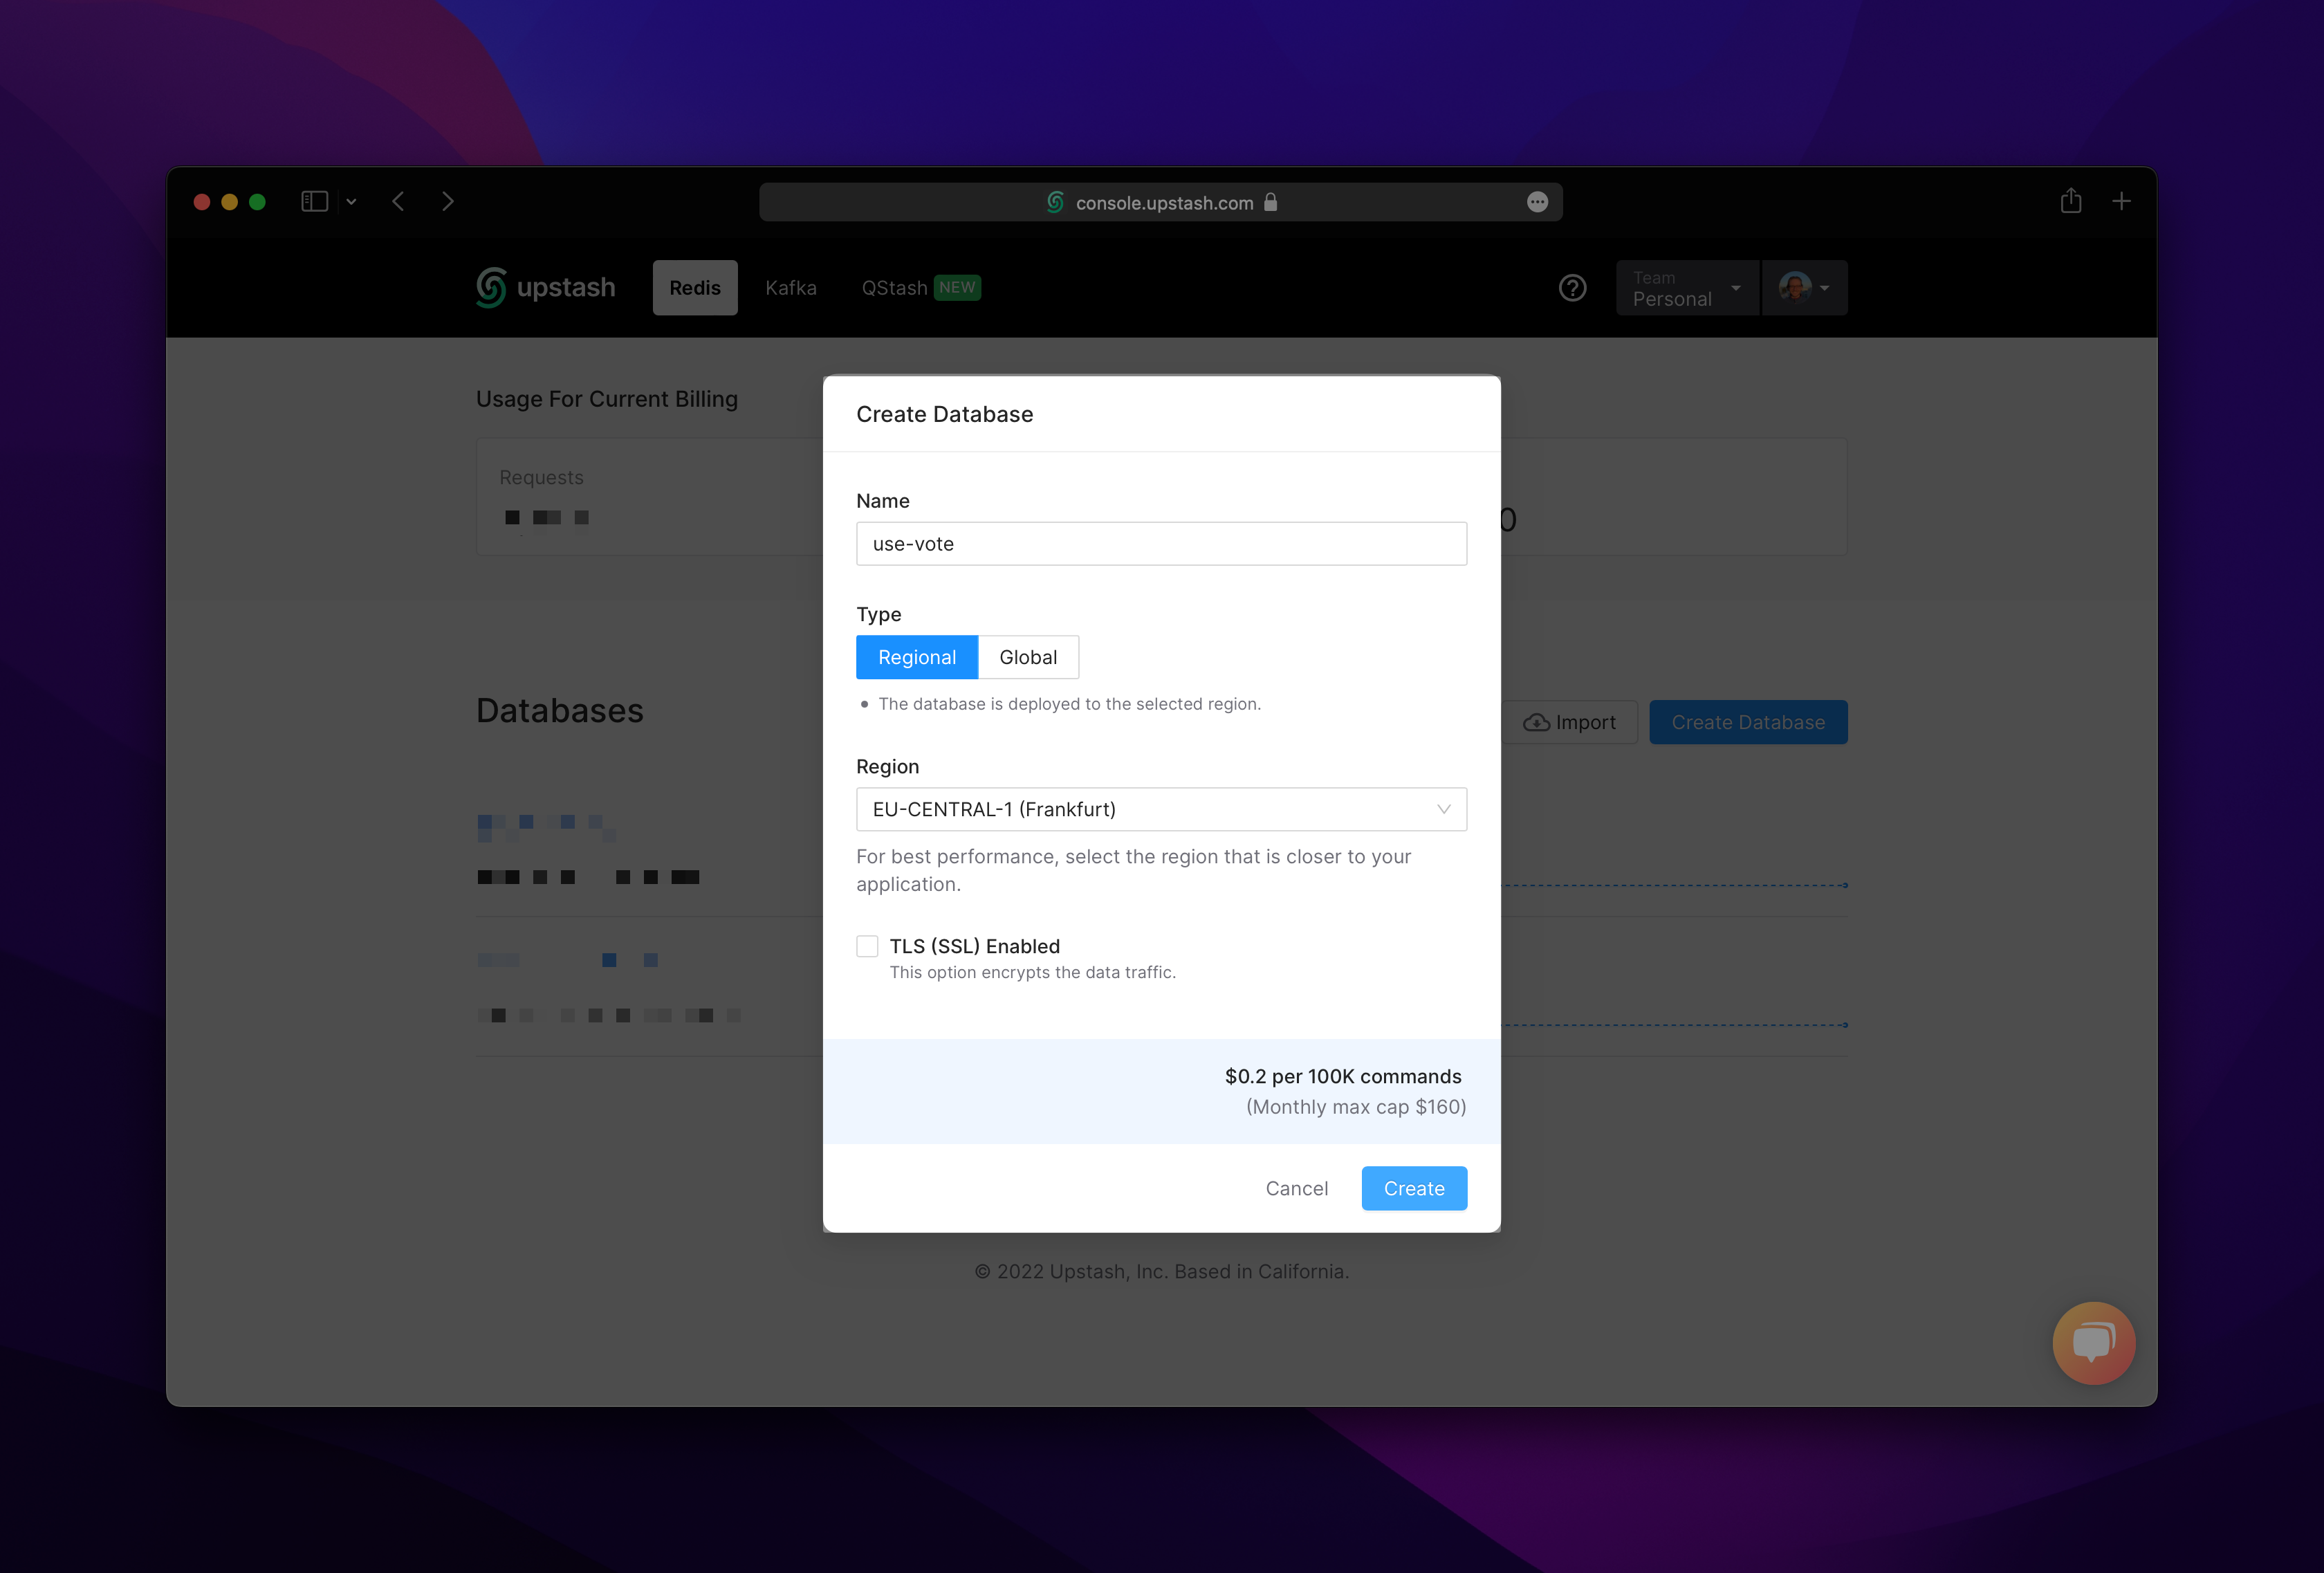 console.upstash.com
upstash
Redis
Kafka
QStash NEW
Team
Personal
Usage For Current Billing
Requests
0
Databases
Import
Create Database
Create Database
Name
use-vote
Type
Regional
Global
The database is deployed to the selected region.
Region
EU-CENTRAL-1 (Frankfurt)
For best performance, select the region that is closer to your
application.
TLS (SSL) Enabled
This option encrypts the data traffic.
$0.2 per 100K commands
(Monthly max cap $160)
Cancel
Create
© 2022 Upstash, Inc. Based in California.